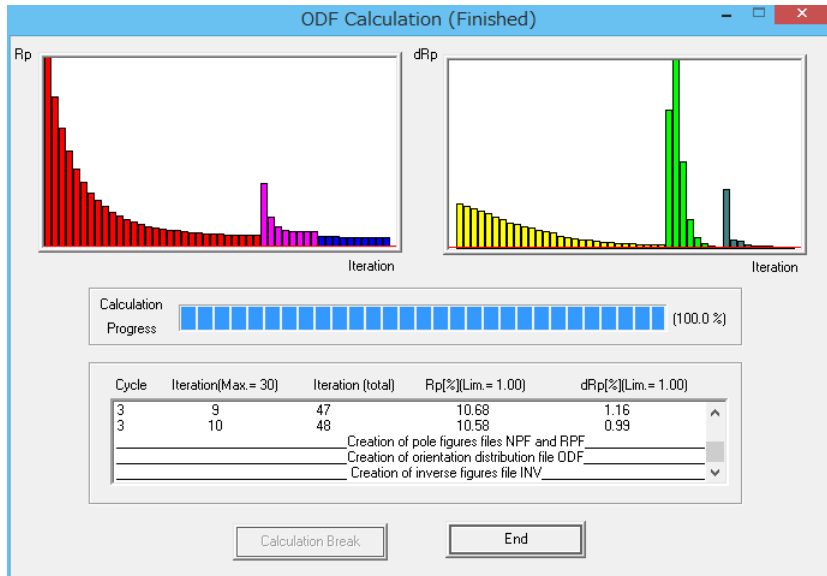 ODF Calculation (Finished)
Rp
dRp
Iteration
Iteration
Calculation
Progress
(100.0 %)
Cycle Iteration(Max.= 30) Iteration (total) Rp[%](Lim.= 1.00) dRp[%](Lim.= 1.00)
3 9 47 10.68 1.16
3 10 48 10.58 0.99
Creation of pole figures files NPF and RPF
Creation of orientation distribution file ODF
Creation of inverse figures file INV
Calculation Break
End